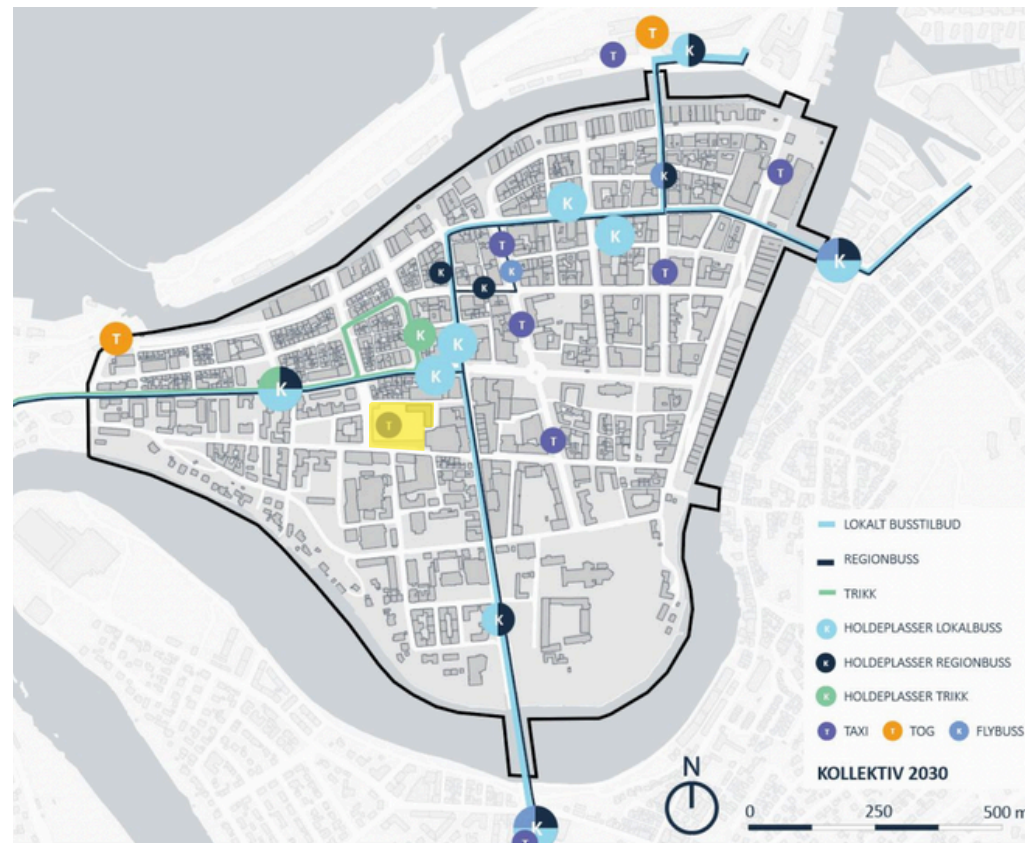 T
T
K
K
T
K
K
T
K
K
T
K
K
T
T
K
K
K
K
T
T
K
K
T
LOKALT BUSSTILBUD
REGIONBUSS
TRIKK
K HOLDEPLASSER LOKALBUSS
K HOLDEPLASSER REGIONBUSS
K HOLDEPLASSER TRIKK
T TAXI T TOG K FLYBUSS
KOLLEKTIV 2030
N
0 250 500 m